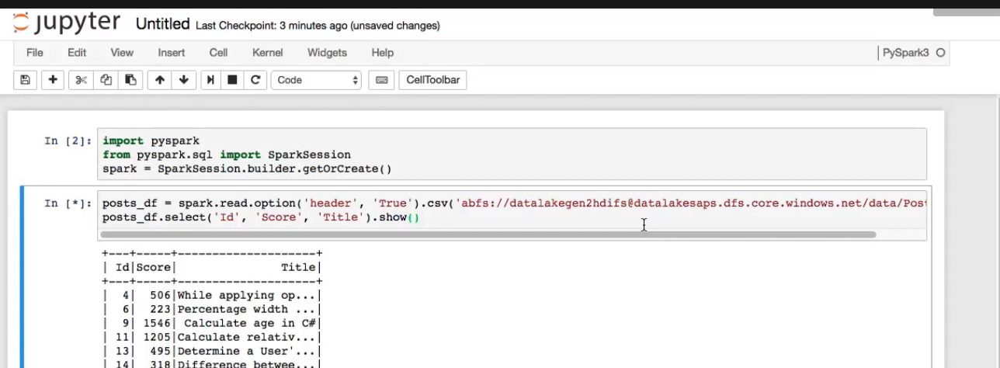 jupyter Untitled Last Checkpoint: 3 minutes ago (unsaved changes)
File Edit View Insert Cell Kernel Widgets Help PySpark3
Code CellToolbar
In [2]: import pyspark
from pyspark.sql import SparkSession
spark = SparkSession.builder.getOrCreate()
In [*]: posts_df = spark.read.option('header', 'True').csv('abfs://datalakegen2hdifs@datalakesaps.dfs.core.windows.net/data/Post
posts_df.select('Id', 'Score', 'Title').show()
+---+-----+--------------------+
| Id|Score|               Title|
+---+-----+--------------------+
|  4|  506|While applying op...|
|  6|  223|Percentage width ...|
|  9| 1546| Calculate age in C#|
| 11| 1205|Calculate relativ...|
| 13|  495|Determine a User'...|
| 14|  318|Difference betwee...|